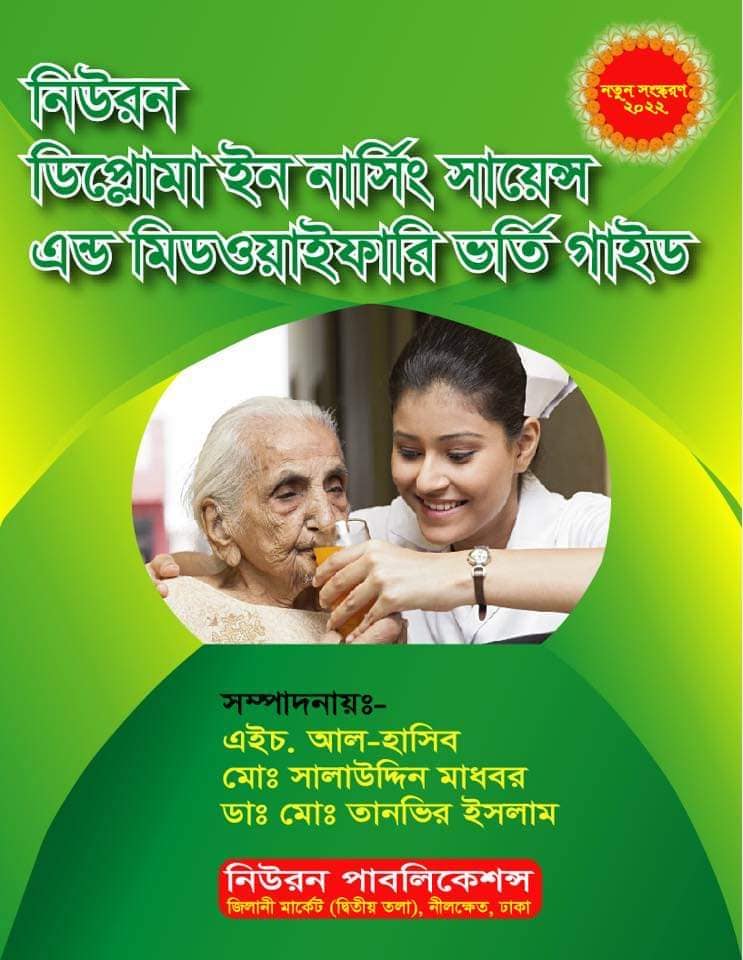 নতুন সংস্করণ
২০২২
নিউরন
ডিপ্লোমা ইন নার্সিং সায়েন্স
এন্ড মিডওয়াইফারি ভর্তি গাইড
সম্পাদনায়ঃ-
এইচ. আল-হাসিব
মোঃ সালাউদ্দিন মাধবর
ডাঃ মোঃ তানভির ইসলাম
নিউরন পাবলিকেশন্স
জিলানী মার্কেট (দ্বিতীয় তলা), নীলক্ষেত, ঢাকা